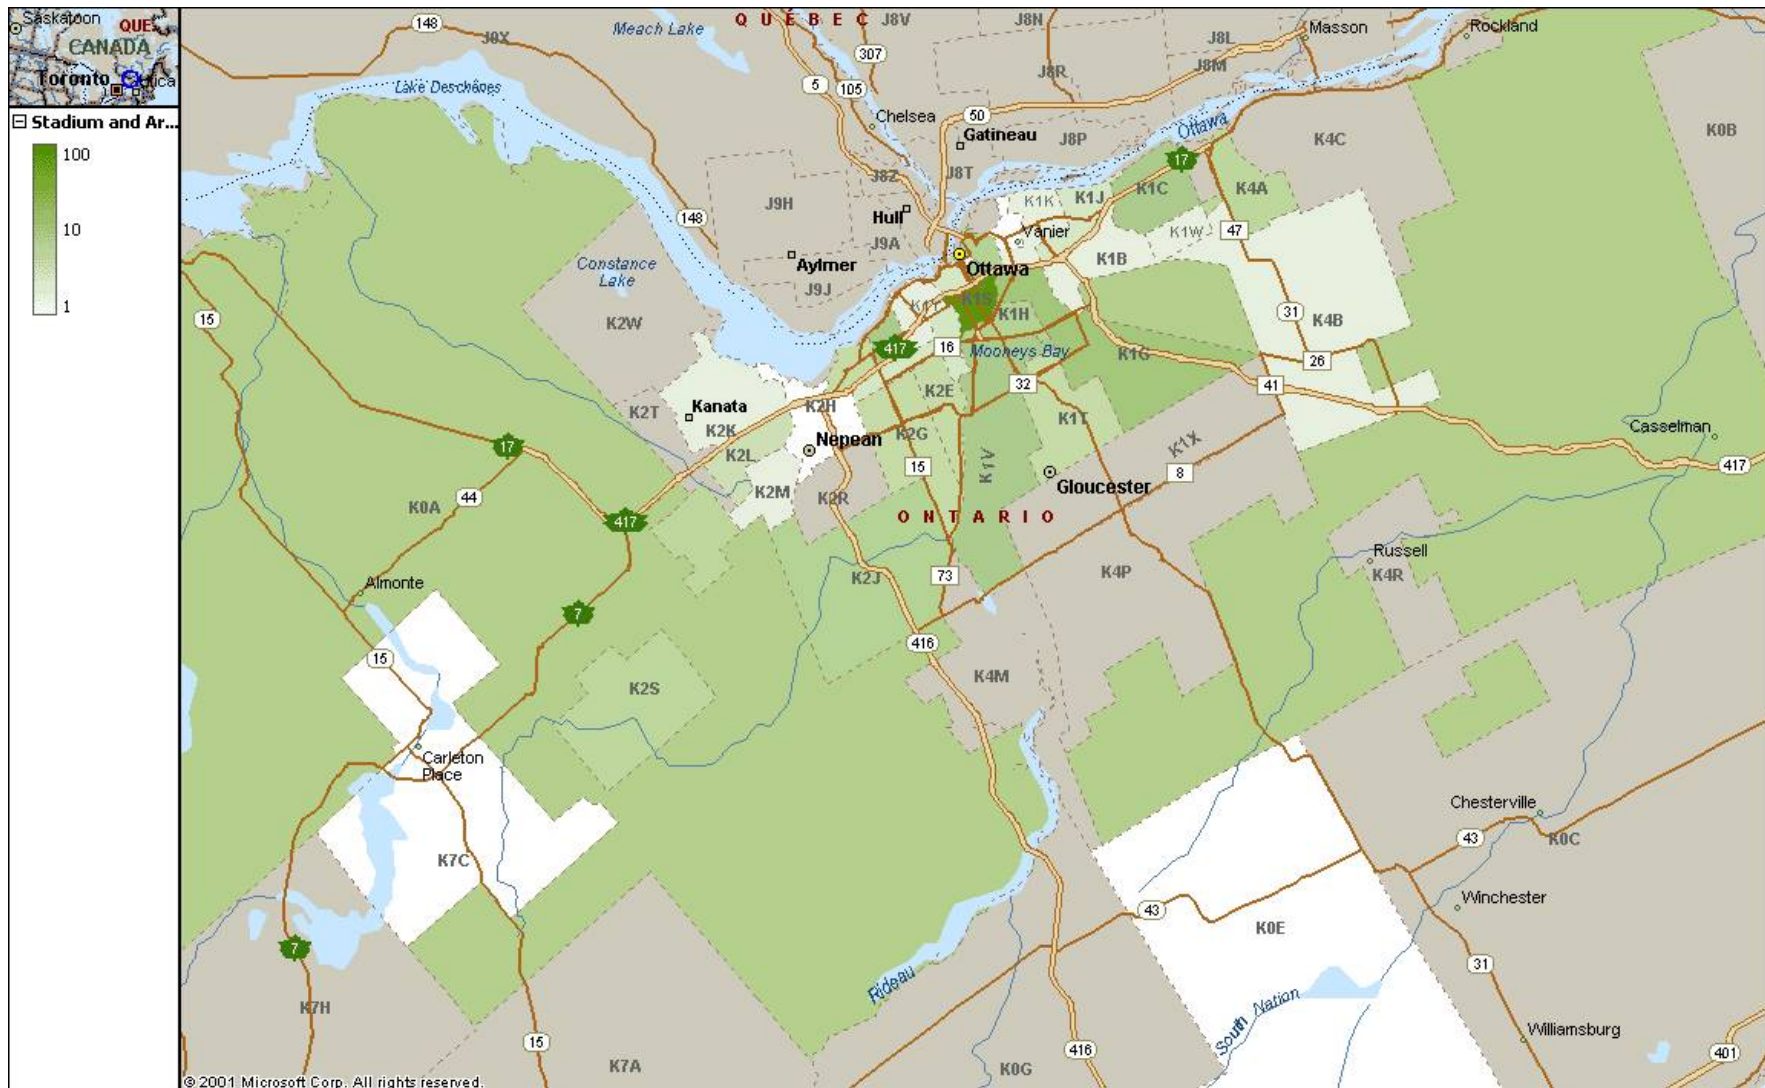 Saskatoon
QUE
CANADA
Toronto
Stadium and Ar...
100
10
1
QUÉBEC
J8V
J8N
148
J0X
Meach Lake
307
J8L
Masson
Rockland
J8M
J8R
5
105
Lake Deschênes
Chelsea
50
Gatineau
J8P
Ottawa
K4C
K0B
17
J8Z
J8T
K1C
K4A
J9H
K1K
K1J
148
Hull
Vanier
K1W
47
J9A
K1B
Aylmer
Ottawa
Constance
Lake
J9J
K1S
K1Y
K1H
31
K4B
15
K2W
417
16
Mooneys Bay
K1G
26
32
41
K2E
Kanata
K2T
K2H
K1T
K2K
K2G
Nepean
Casselman
17
K2L
K1X
K1V
15
8
417
44
K2M
K2R
Gloucester
K0A
417
ONTARIO
Russell
Almonte
K2J
73
K4P
K4R
7
416
15
K2S
K4M
Carleton
Place
Chesterville
43
K0C
K7C
Winchester
43
K0E
7
31
Rideau
South Nation
K7H
Williamsburg
15
416
401
K7A
K0G
© 2001 Microsoft Corp. All rights reserved.